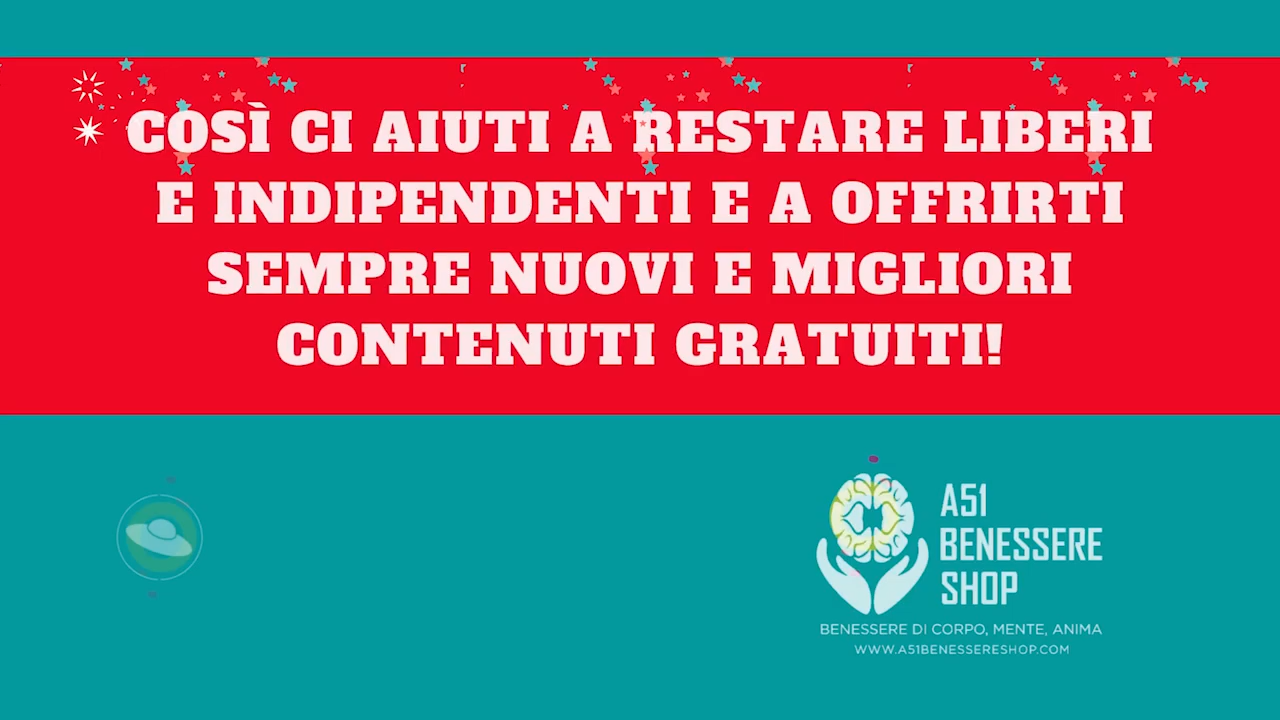 COSÌ CI AIUTI A RESTARE LIBERI
E INDIPENDENTI E A OFFRIRTI
SEMPRE NUOVI E MIGLIORI
CONTENUTI GRATUITI!
A51
BENESSERE
SHOP
BENESSERE DI CORPO, MENTE, ANIMA
WWW.A51BENESSERESHOP.COM